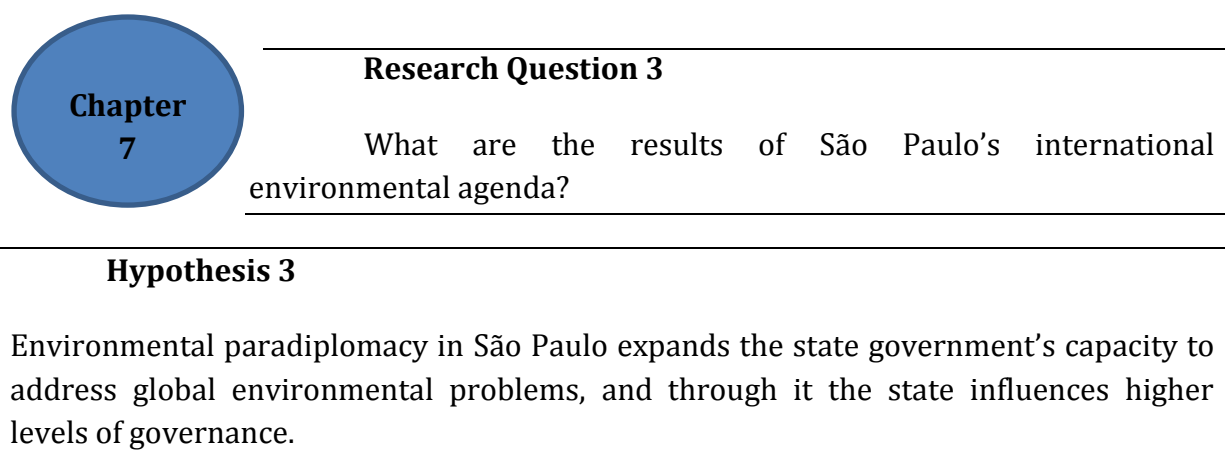 Chapter
7
Research Question 3
What are the results of São Paulo’s international
environmental agenda?
Hypothesis 3
Environmental paradiplomacy in São Paulo expands the state government’s capacity to
address global environmental problems, and through it the state influences higher
levels of governance.